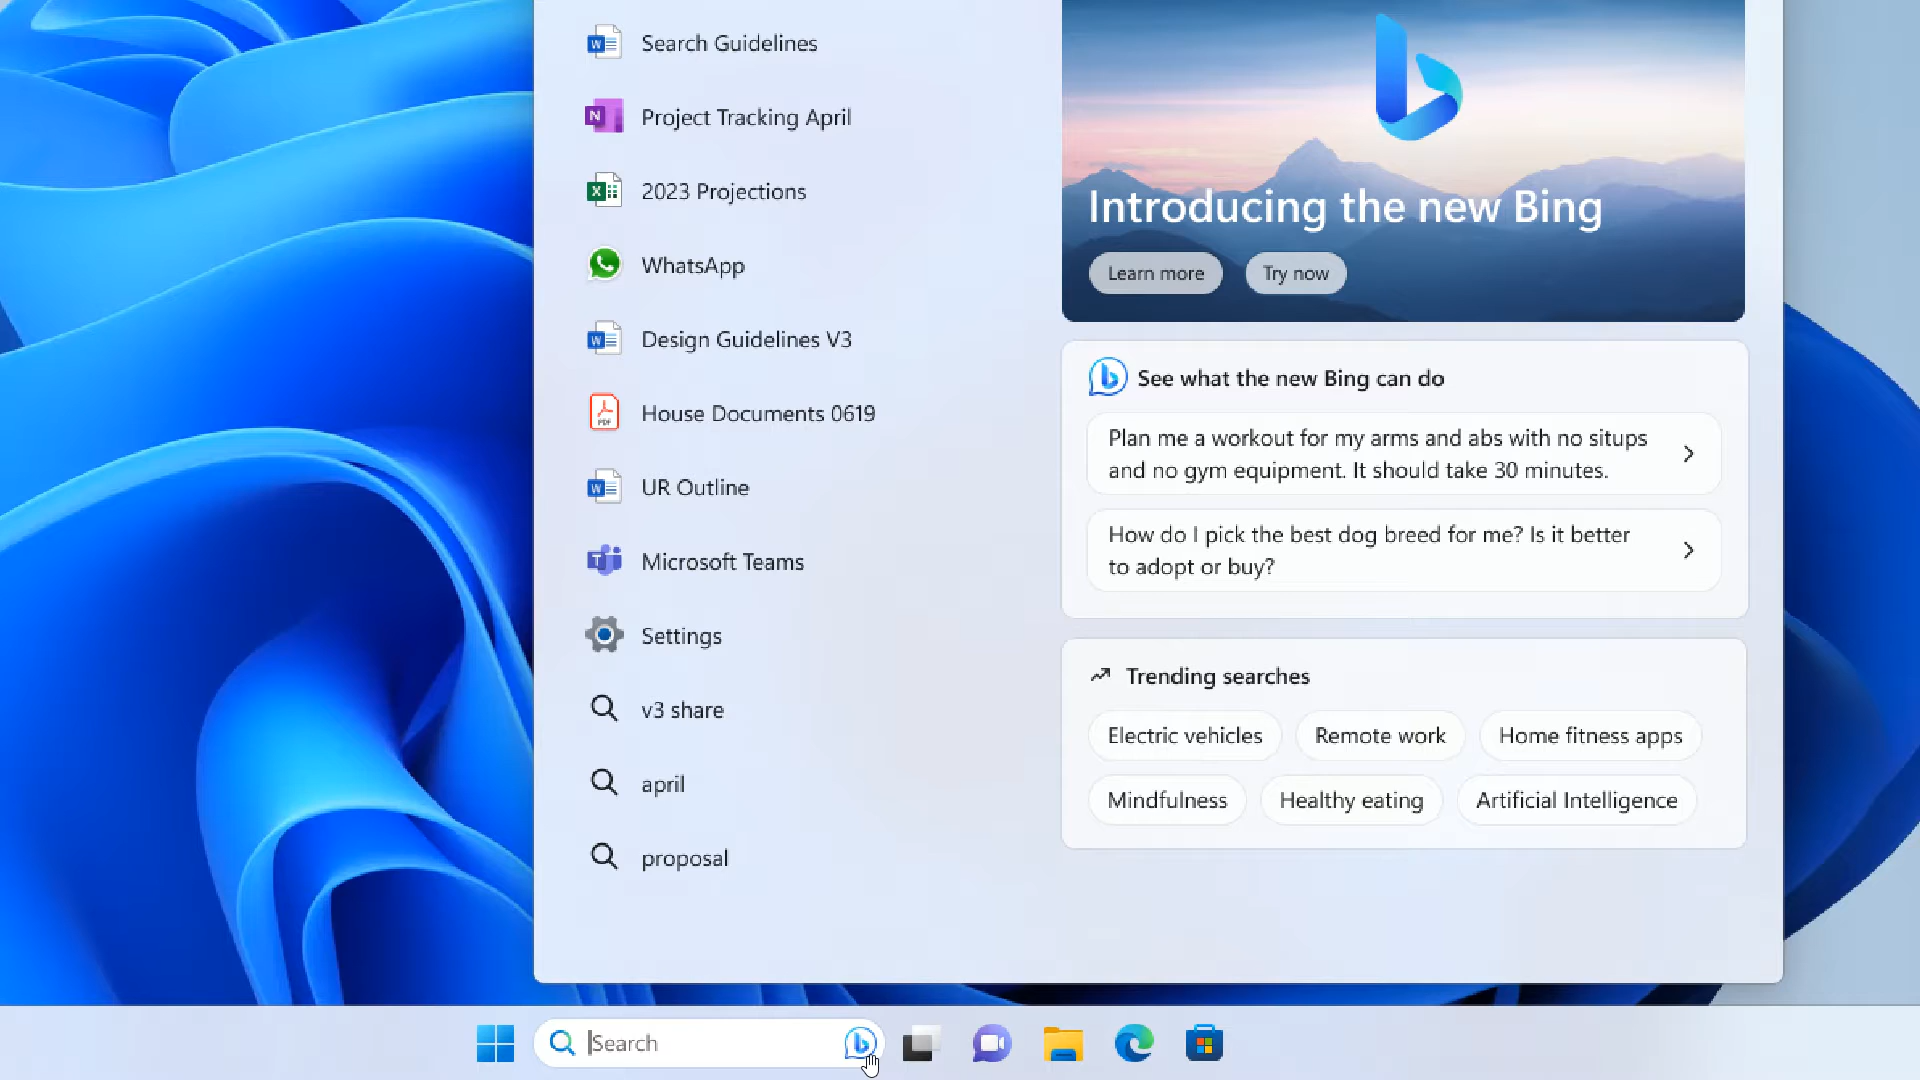 Search Guidelines
Project Tracking April
2023 Projections
WhatsApp
Design Guidelines V3
House Documents 0619
UR Outline
Microsoft Teams
Settings
v3 share
april
proposal
Introducing the new Bing
Learn more
Try now
See what the new Bing can do
Plan me a workout for my arms and abs with no situps
and no gym equipment. It should take 30 minutes.
How do I pick the best dog breed for me? Is it better
to adopt or buy?
Trending searches
Electric vehicles
Remote work
Home fitness apps
Mindfulness
Healthy eating
Artificial Intelligence
Search